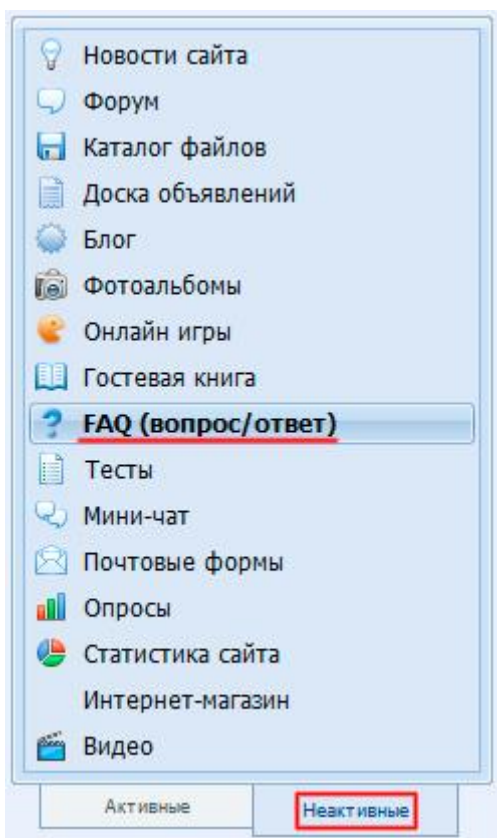 Новости сайта
Форум
Каталог файлов
Доска объявлений
Блог
Фотоальбомы
Онлайн игры
Гостевая книга
FAQ (вопрос/ответ)
Тесты
Мини-чат
Почтовые формы
Опросы
Статистика сайта
Интернет-магазин
Видео
Активные Неактивные